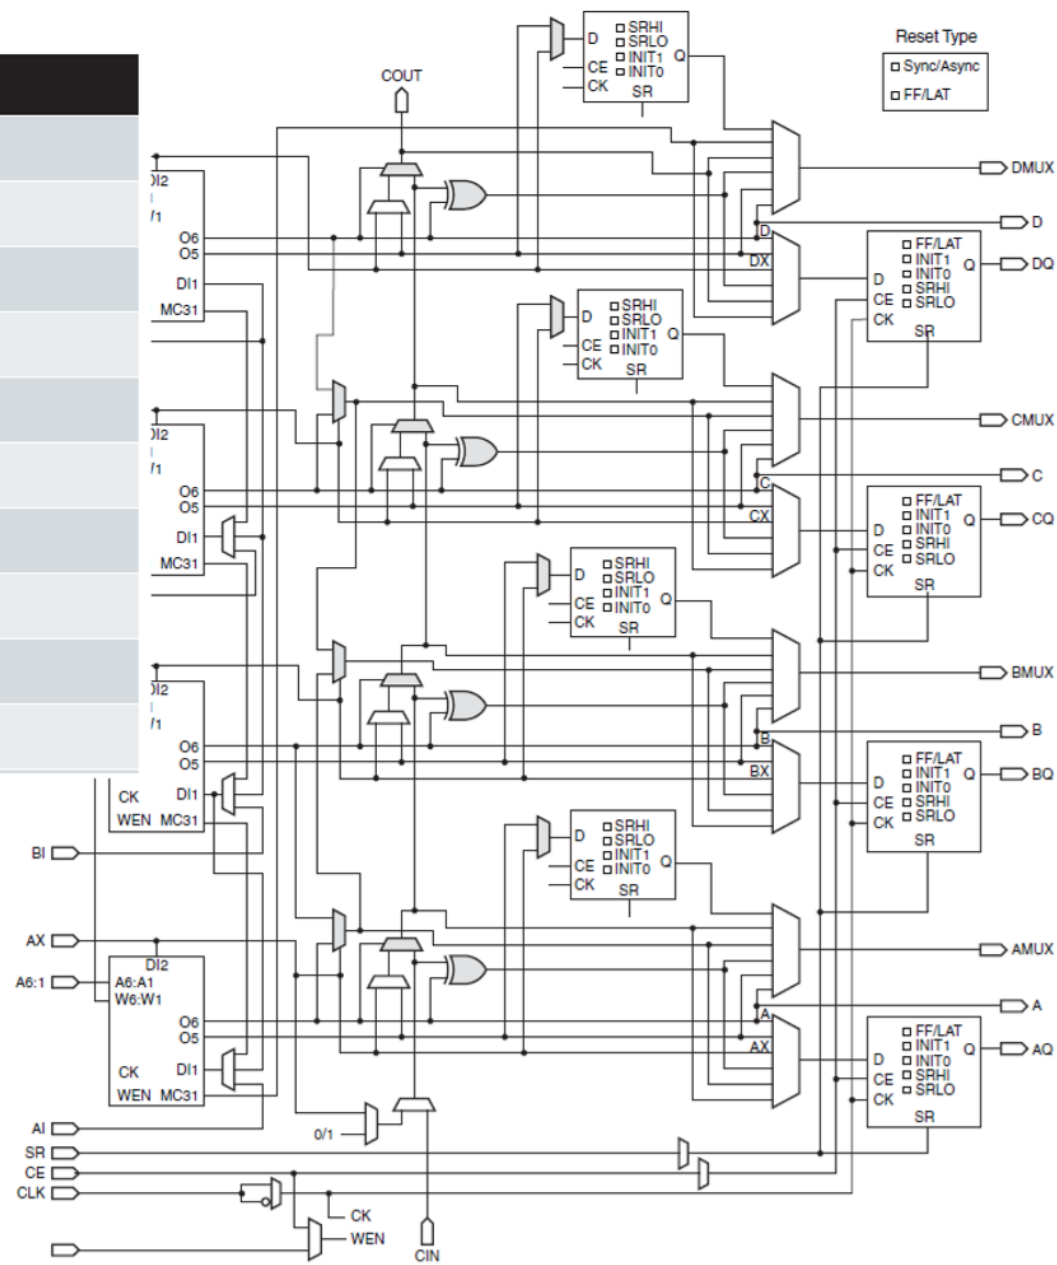 Reset Type
Sync/Async
FF/LAT
COUT
D
CE
CK
SRHI
SRLO
INIT1
INIT0
Q
SR
DMUX
D
D
DX
DI2
O6
O5
DI1
MC31
D
CE
CK
FF/LAT
INIT1
INIT0
SRHI
SRLO
Q
SR
DQ
D
CE
CK
SRHI
SRLO
INIT1
INIT0
Q
SR
CMUX
C
C
CX
DI2
O6
O5
DI1
MC31
D
CE
CK
FF/LAT
INIT1
INIT0
SRHI
SRLO
Q
SR
CQ
D
CE
CK
SRHI
SRLO
INIT1
INIT0
Q
SR
BMUX
B
B
BX
DI2
O6
O5
CK
DI1
WEN MC31
D
CE
CK
FF/LAT
INIT1
INIT0
SRHI
SRLO
Q
SR
BQ
BI
D
CE
CK
SRHI
SRLO
INIT1
INIT0
Q
SR
AX
AMUX
A6:1
DI2
A6:A1
W6:W1
O6
O5
CK
DI1
WEN MC31
A
A
AX
D
CE
CK
FF/LAT
INIT1
INIT0
SRHI
SRLO
Q
SR
AQ
AI
0/1
SR
CE
CLK
CK
WEN
CIN